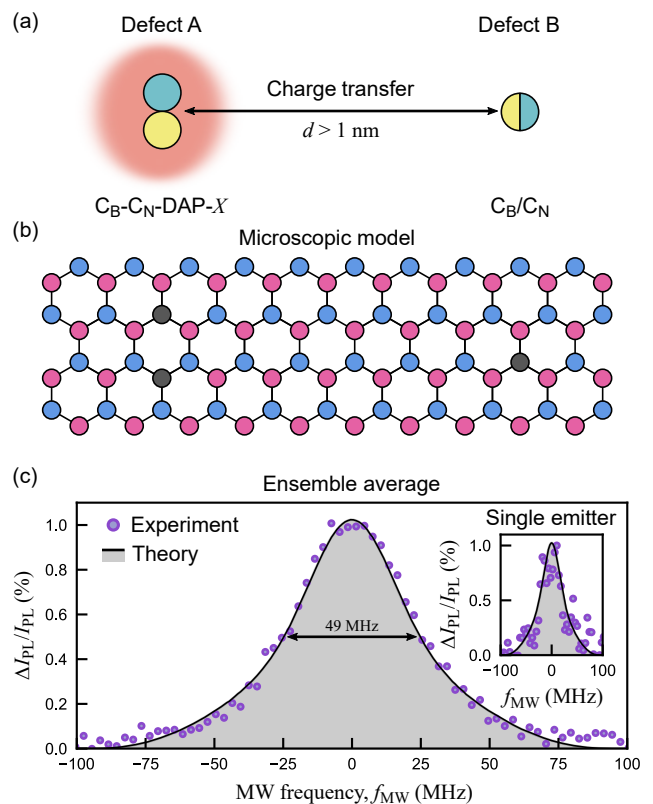 (a)
Defect A
Defect B
Charge transfer
d > 1 nm
C_B-C_N-DAP-X
C_B/C_N
(b)
Microscopic model
(c)
Ensemble average
Experiment
Theory
49 MHz
ΔI_PL/I_PL (%)
1.0
0.8
0.6
0.4
0.2
0.0
−100
−75
−50
−25
0
25
50
75
100
MW frequency, f_MW (MHz)
Single emitter
ΔI_PL/I_PL (%)
1.0
0.5
0.0
−100
0
100
f_MW (MHz)